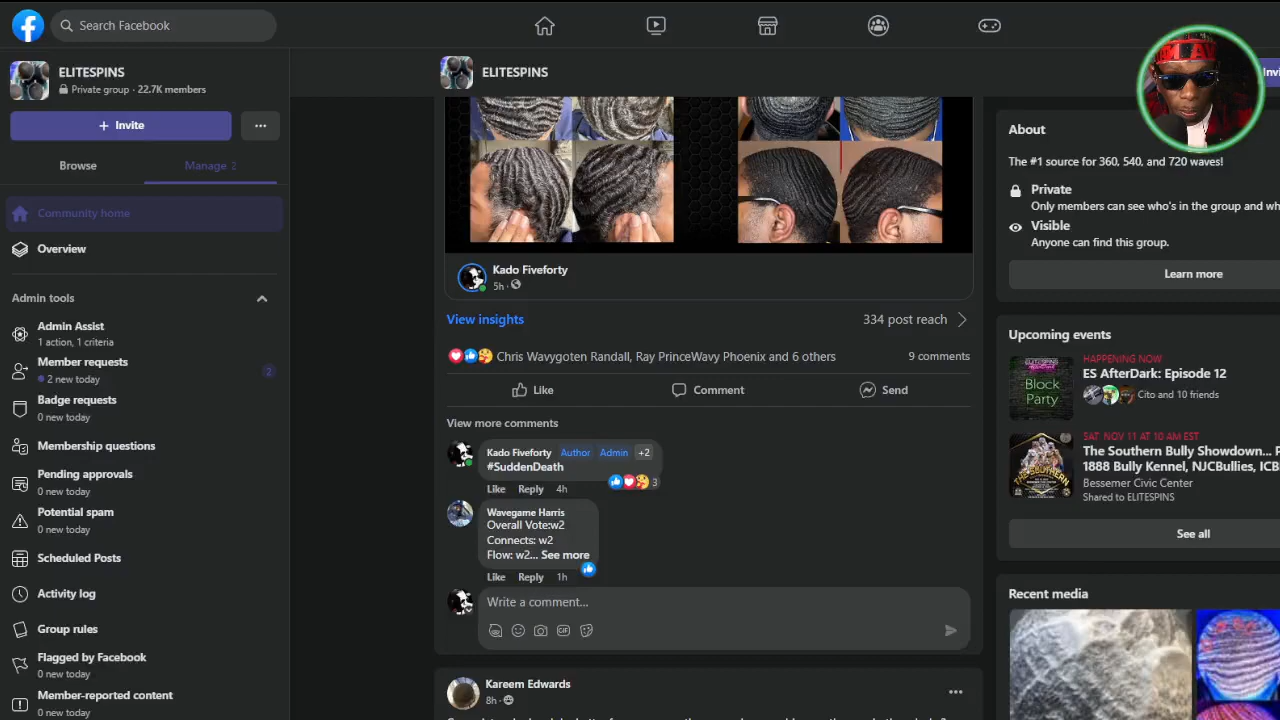 Search Facebook
ELITESPINS
Private group · 22.7K members
+ Invite
Browse
Manage 2
Community home
Overview
Admin tools
Admin Assist
1 action, 1 criteria
Member requests
2 new today
2
Badge requests
0 new today
Membership questions
Pending approvals
0 new today
Potential spam
0 new today
Scheduled Posts
Activity log
Group rules
Flagged by Facebook
0 new today
Member-reported content
0 new today
ELITESPINS
Kado Fiveforty
5h ·
View insights
334 post reach
Chris Wavygoten Randall, Ray PrinceWavy Phoenix and 6 others
9 comments
Like
Comment
Send
View more comments
Kado Fiveforty Author Admin +2
#SuddenDeath
3
Like Reply 4h
Wavegame Harris
Overall Vote:w2
Connects: w2
Flow: w2... See more
Like Reply 1h
Write a comment…
GIF
Kareem Edwards
8h ·
About
The #1 source for 360, 540, and 720 waves!
Private
Only members can see who's in the group and
Visible
Anyone can find this group.
Learn more
Upcoming events
HAPPENING NOW
ES AfterDark: Episode 12
Cito and 10 friends
Block
Party
SAT, NOV 11 AT 10 AM EST
The Southern Bully Showdown...
1888 Bully Kennel, NJCBullies, ICB
Bessemer Civic Center
Shared to ELITESPINS
See all
Recent media